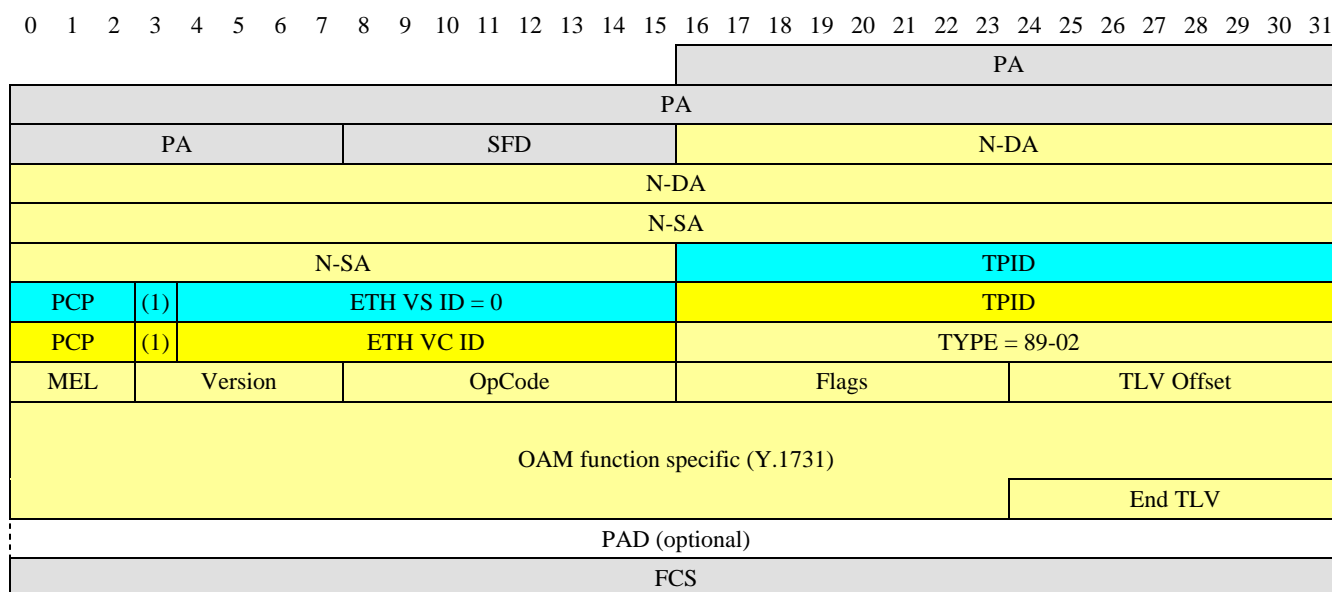 0 1 2 3 4 5 6 7 8 9 10 11 12 13 14 15 16 17 18 19 20 21 22 23 24 25 26 27 28 29 30 31
PA
PA
PA SFD N-DA
N-DA
N-SA
N-SA TPID
PCP (1) ETH VS ID = 0 TPID
PCP (1) ETH VC ID TYPE = 89-02
MEL Version OpCode Flags TLV Offset
OAM function specific (Y.1731)
End TLV
PAD (optional)
FCS